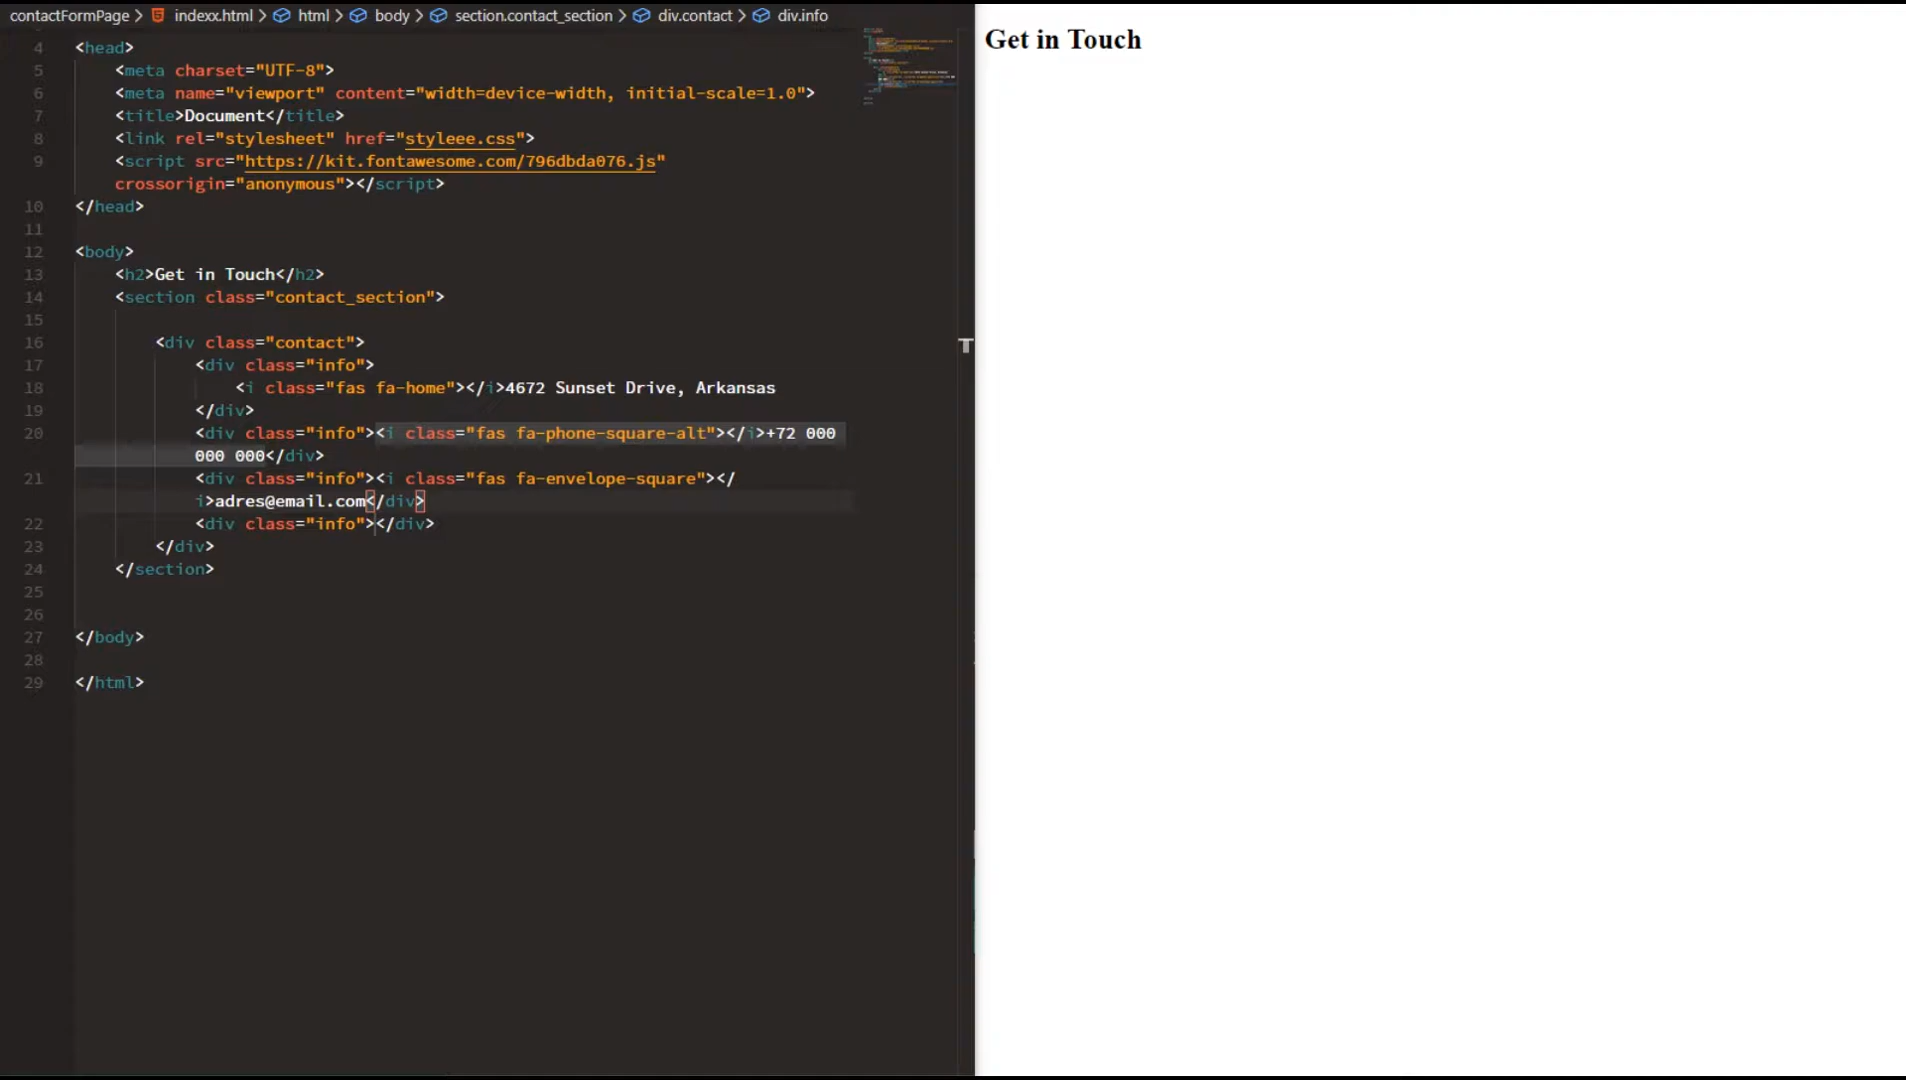 contactFormPage > indexx.html > html > body > section.contact_section > div.contact > div.info
4 <head>
5 <meta charset="UTF-8">
6 <meta name="viewport" content="width=device-width, initial-scale=1.0">
7 <title>Document</title>
8 <link rel="stylesheet" href="styleee.css">
9 <script src="https://kit.fontawesome.com/796dbda076.js"
crossorigin="anonymous"></script>
10 </head>
11
12 <body>
13 <h2>Get in Touch</h2>
14 <section class="contact_section">
15
16 <div class="contact">
17 <div class="info">
18 <i class="fas fa-home"></i>4672 Sunset Drive, Arkansas
19 </div>
20 <div class="info"><i class="fas fa-phone-square-alt"></i>+72 000
000 000</div>
21 <div class="info"><i class="fas fa-envelope-square"></
i>adres@email.com</div>
22 <div class="info"></div>
23 </div>
24 </section>
25
26
27 </body>
28
29 </html>
Get in Touch